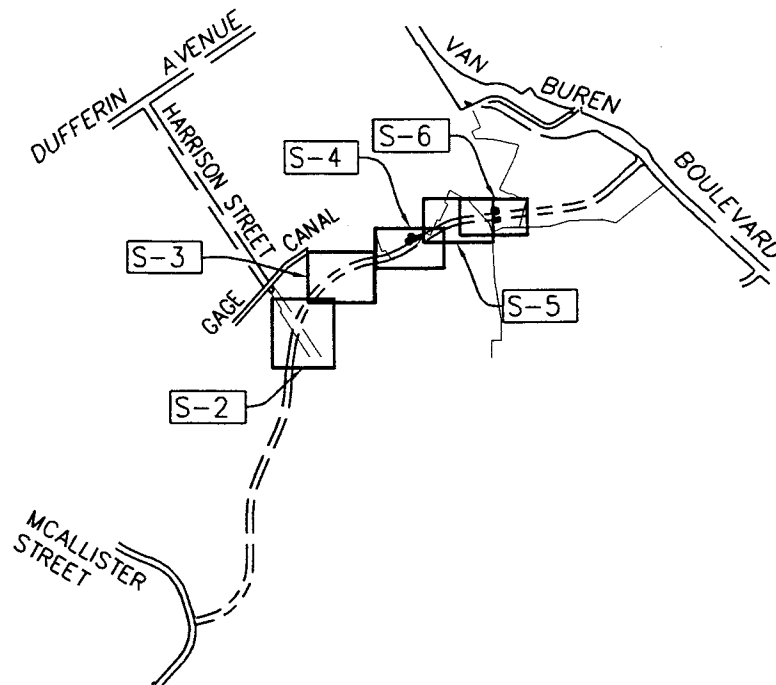 DUFFERIN AVENUE
HARRISON STREET
GAGE CANAL
VAN BUREN BOULEVARD
S-6
S-4
S-3
S-5
S-2
MCALLISTER
STREET